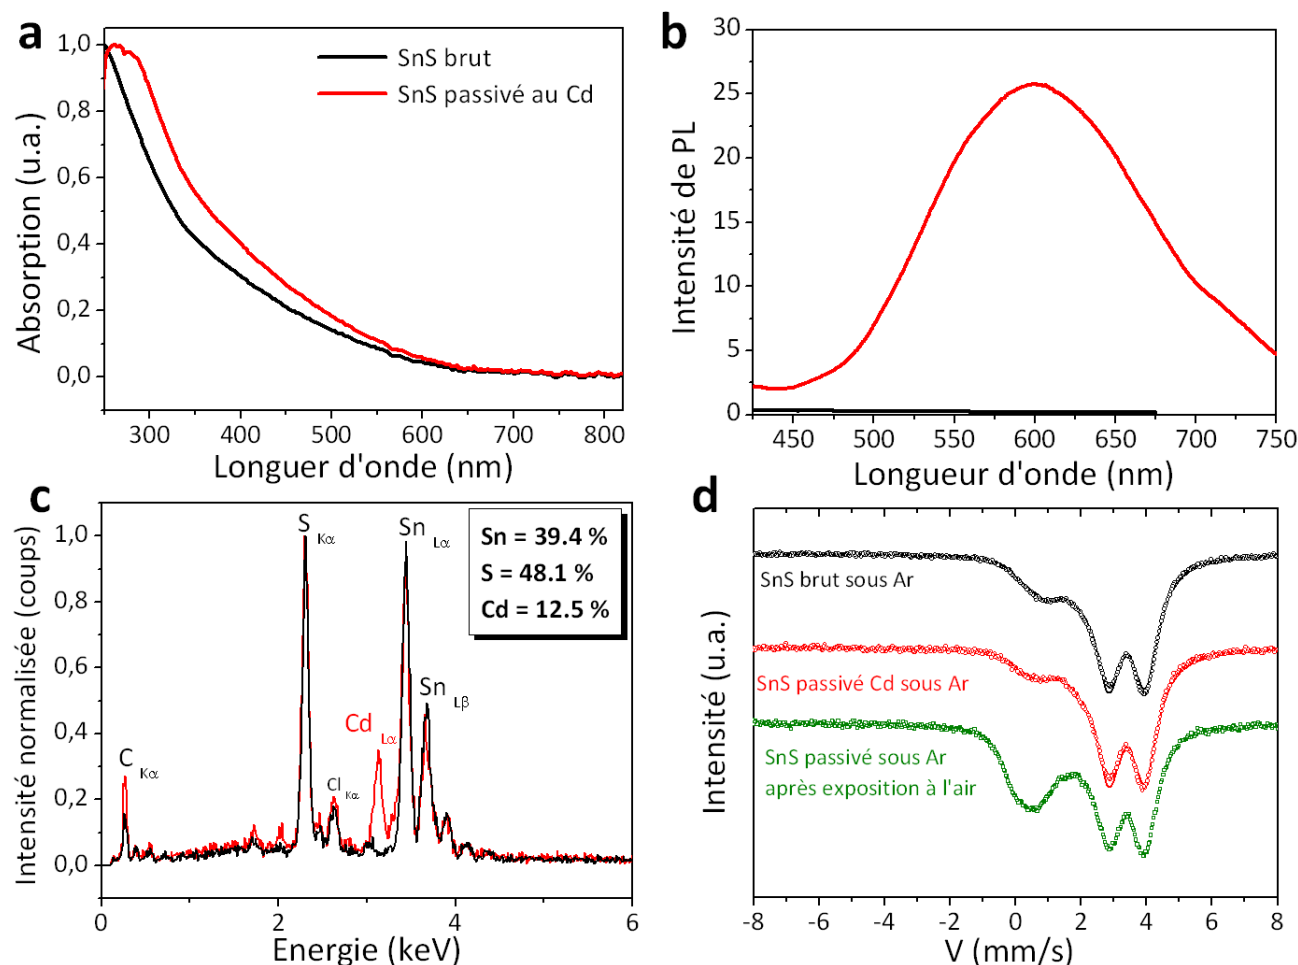 a
1,0
0,8
0,6
0,4
0,2
0,0
Absorption (u.a.)
SnS brut
SnS passivé au Cd
300 400 500 600 700 800
Longuer d'onde (nm)
b
30
25
20
15
10
5
0
Intensité de PL
450 500 550 600 650 700 750
Longueur d'onde (nm)
c
1,0
0,8
0,6
0,4
0,2
0,0
Intensité normalisée (coups)
C Kα
S Kα
Cl Kα
Cd Lα
Sn Lα
Sn Lβ
Sn = 39.4 %
S = 48.1 %
Cd = 12.5 %
0 2 4 6
Energie (keV)
d
Intensité (u.a.)
SnS brut sous Ar
SnS passivé Cd sous Ar
SnS passivé sous Ar
après exposition à l'air
-8 -6 -4 -2 0 2 4 6 8
V (mm/s)